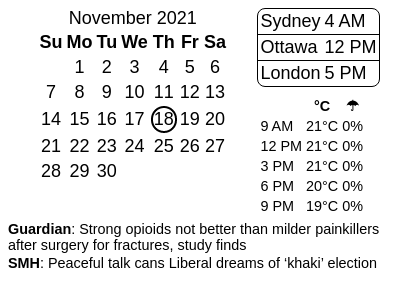 November 2021
Su Mo Tu We Th Fr Sa
1 2 3 4 5 6
7 8 9 10 11 12 13
14 15 16 17 18 19 20
21 22 23 24 25 26 27
28 29 30
Sydney 4 AM
Ottawa 12 PM
London 5 PM
°C ☂
9 AM 21°C 0%
12 PM 21°C 0%
3 PM 21°C 0%
6 PM 20°C 0%
9 PM 19°C 0%
Guardian: Strong opioids not better than milder painkillers
after surgery for fractures, study finds
SMH: Peaceful talk cans Liberal dreams of ‘khaki’ election